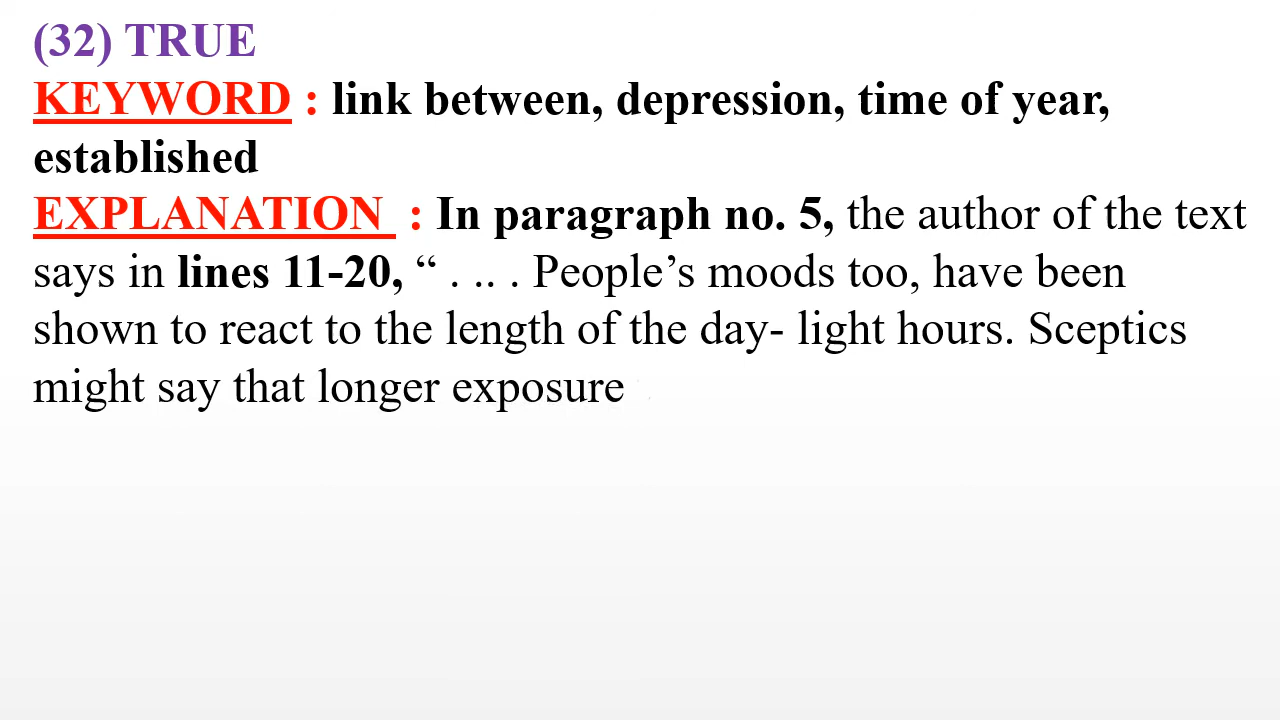 (32) TRUE
KEYWORD : link between, depression, time of year,
established
EXPLANATION : In paragraph no. 5, the author of the text
says in lines 11-20, “ . .. . People’s moods too, have been
shown to react to the length of the day- light hours. Sceptics
might say that longer exposure